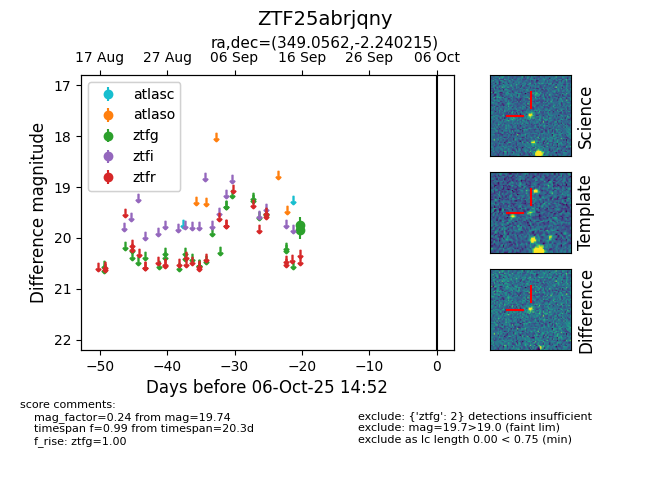 ZTF25abrjqny
ra,dec=(349.0562,-2.240215)
17 Aug 27 Aug 06 Sep 16 Sep 26 Sep 06 Oct
17
18
19
20
21
22
Difference magnitude
atlasc
atlaso
ztfg
ztfi
ztfr
−50 −40 −30 −20 −10 0
Days before 06-Oct-25 14:52
Science
Template
Difference
score comments:
mag_factor=0.24 from mag=19.74
timespan f=0.99 from timespan=20.3d
f_rise: ztfg=1.00
exclude: {'ztfg': 2} detections insufficient
exclude: mag=19.7>19.0 (faint lim)
exclude as lc length 0.00 < 0.75 (min)